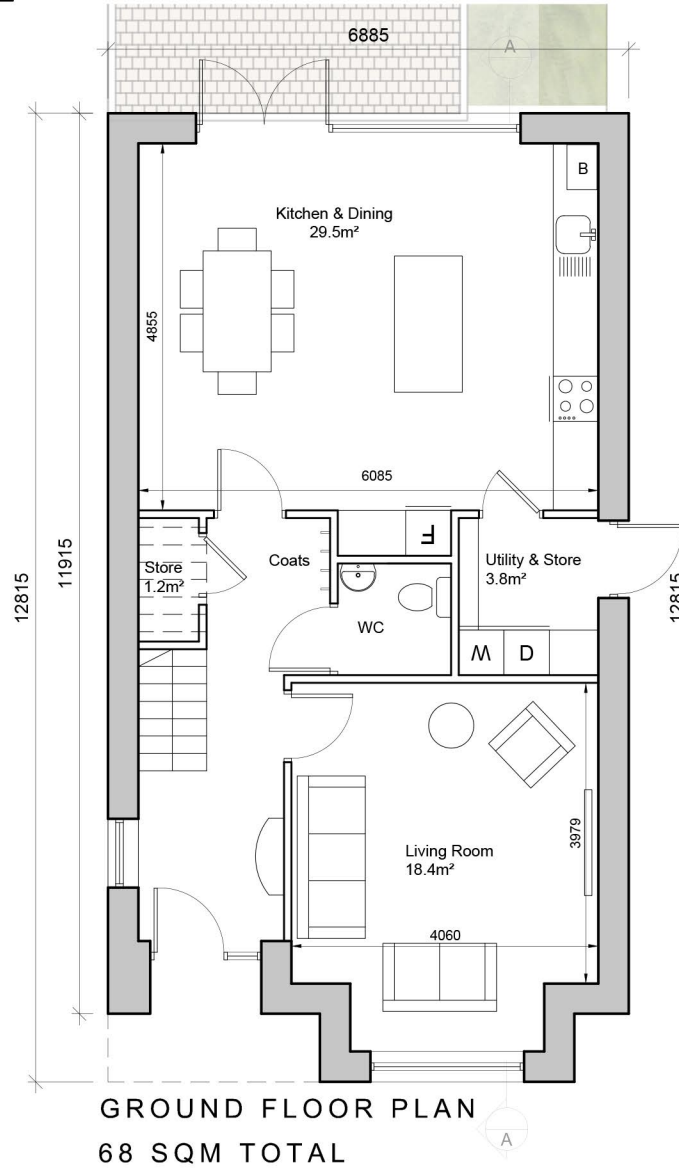 6885
A
B
Kitchen & Dining
29.5m²
4855
6085
F
Store
1.2m²
Coats
Utility & Store
3.8m²
WC
W D
12815
11915
12815
Living Room
18.4m²
3979
4060
GROUND FLOOR PLAN
68 SQM TOTAL
A